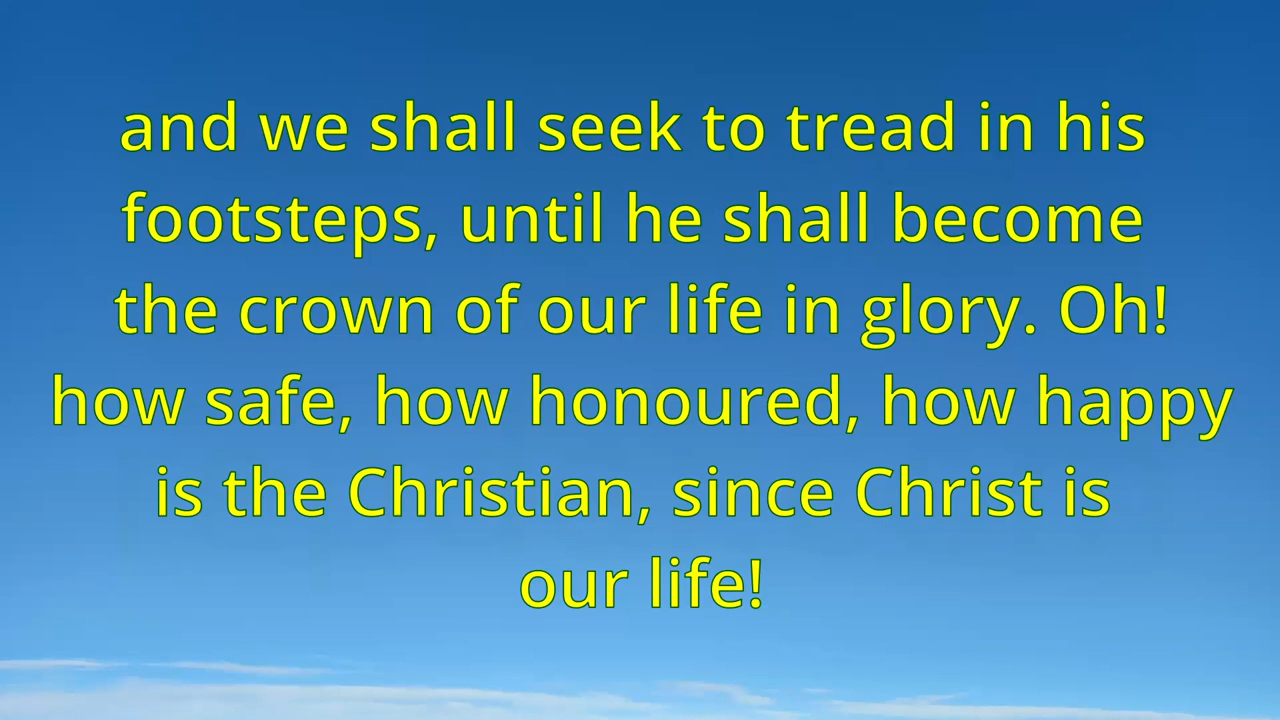 and we shall seek to tread in his
footsteps, until he shall become
the crown of our life in glory. Oh!
how safe, how honoured, how happy
is the Christian, since Christ is
our life!